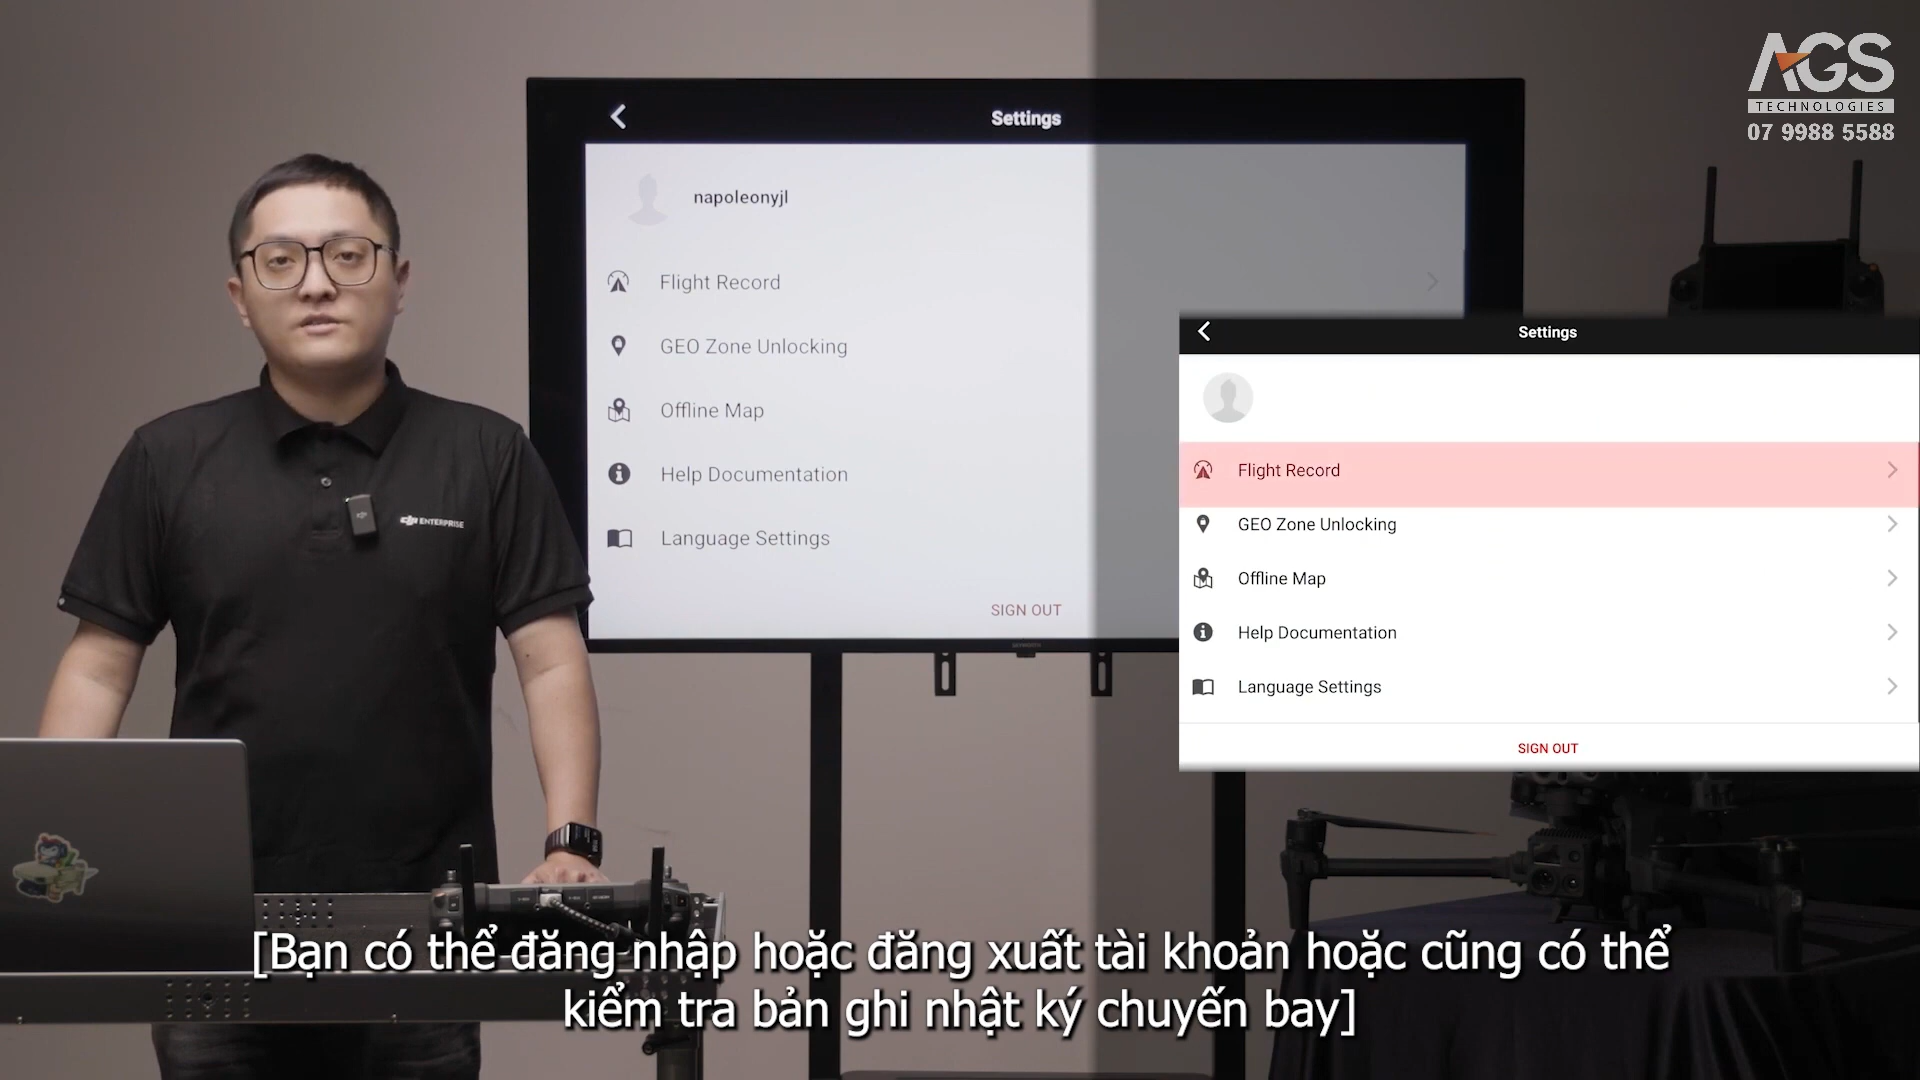 AGS
TECHNOLOGIES
07 9988 5588
Settings
napoleonyjl
Flight Record
GEO Zone Unlocking
Offline Map
Help Documentation
Language Settings
SIGN OUT
Settings
Flight Record
GEO Zone Unlocking
Offline Map
Help Documentation
Language Settings
SIGN OUT
dji ENTERPRISE
[Bạn có thể đăng nhập hoặc đăng xuất tài khoản hoặc cũng có thể
kiểm tra bản ghi nhật ký chuyến bay]